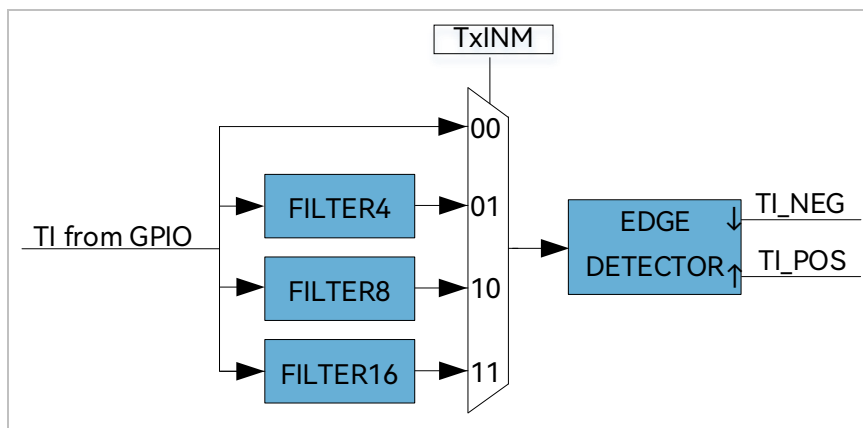 TxINM
00
FILTER4
01
TI from GPIO
FILTER8
10
FILTER16
11
EDGE ↓
DETECTOR ↑
TI_NEG
TI_POS